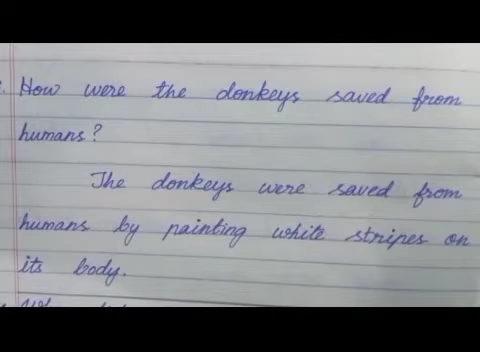 How were the donkeys saved from
humans?
The donkeys were saved from
humans by painting white stripes on
its body.